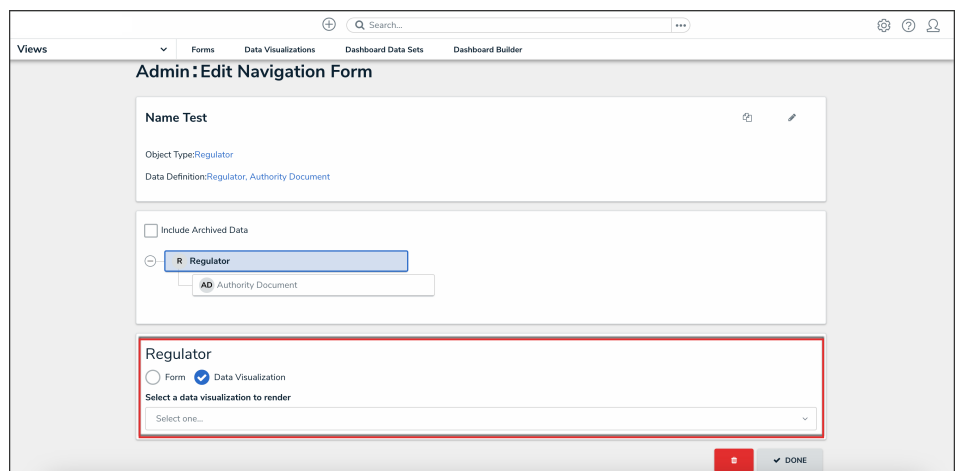 Search...
Views Forms Data Visualizations Dashboard Data Sets Dashboard Builder
Admin:Edit Navigation Form
Name Test
Object Type:Regulator
Data Definition:Regulator, Authority Document
Include Archived Data
R Regulator
AD Authority Document
Regulator
Form Data Visualization
Select a data visualization to render
Select one...
DONE